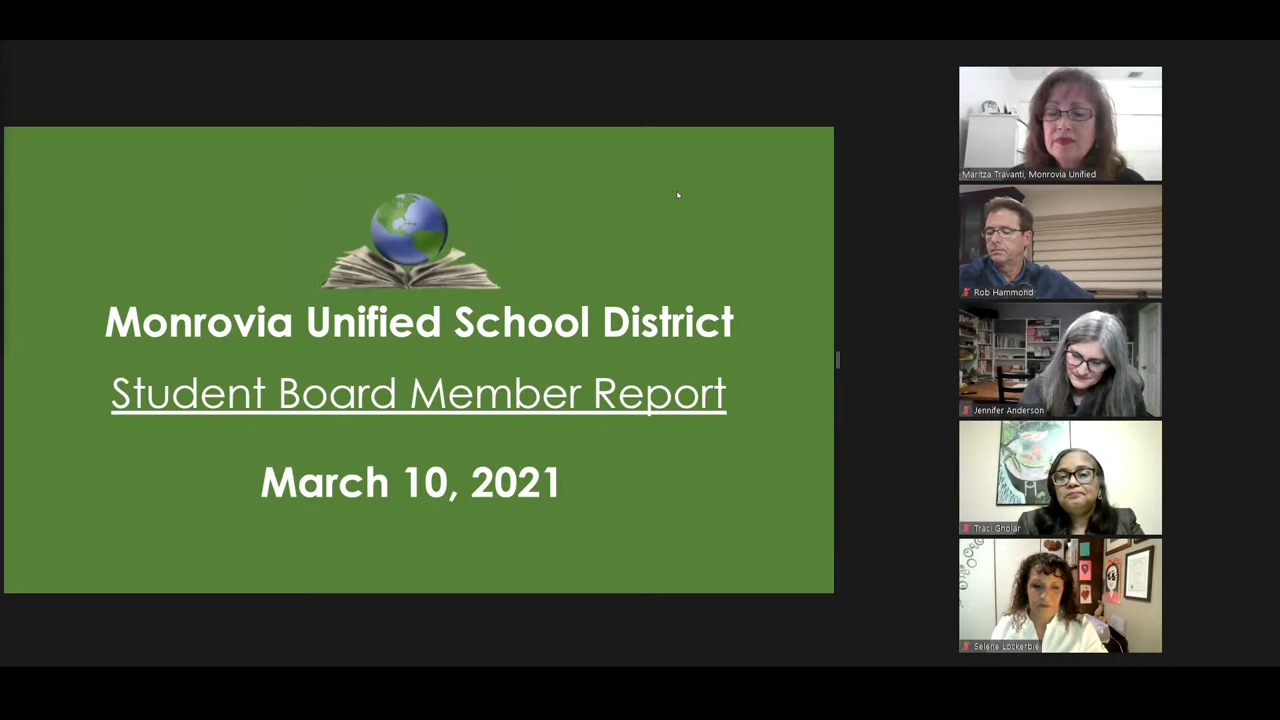 Monrovia Unified School District
Student Board Member Report
March 10, 2021
Maritza Travanti, Monrovia Unified
Rob Hammond
Jennifer Anderson
Traci Gholar
Selene Lockerbie